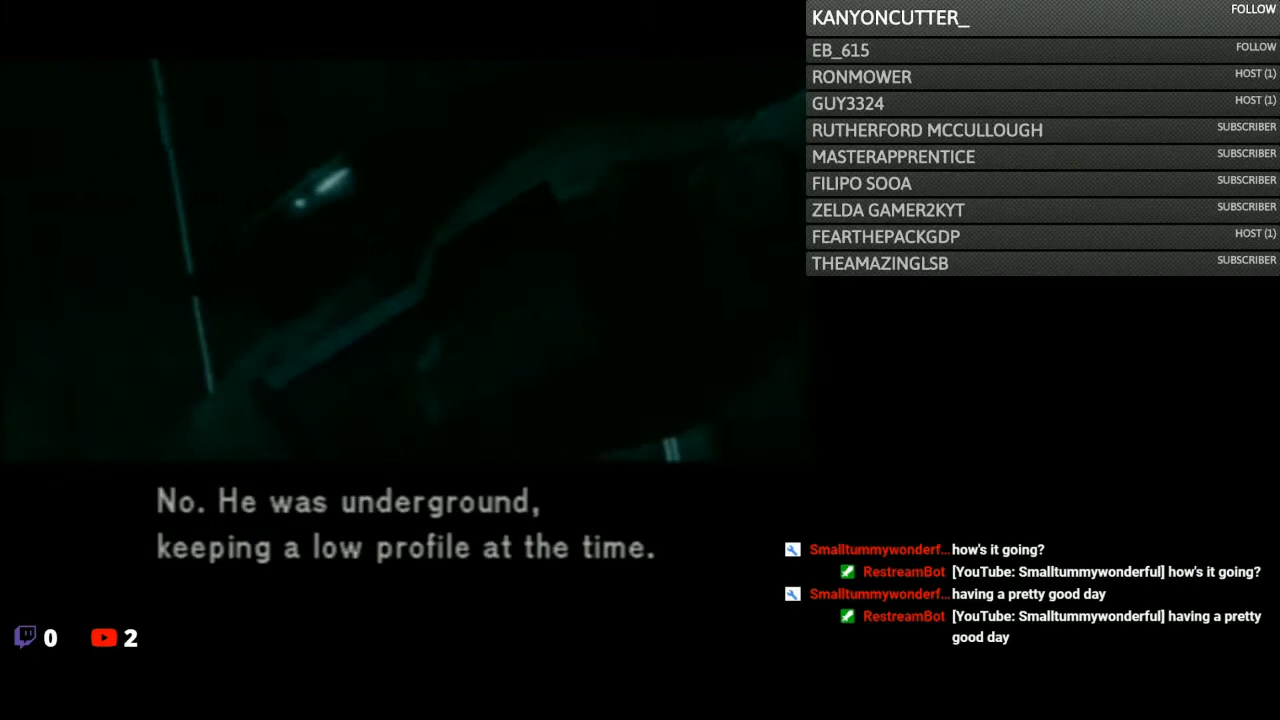 KANYONCUTTER_ FOLLOW
EB_615 FOLLOW
RONMOWER HOST (1)
GUY3324 HOST (1)
RUTHERFORD MCCULLOUGH SUBSCRIBER
MASTERAPPRENTICE SUBSCRIBER
FILIPO SOOA SUBSCRIBER
ZELDA GAMER2KYT SUBSCRIBER
FEARTHEPACKGDP HOST (1)
THEAMAZINGLSB SUBSCRIBER
No. He was underground,
keeping a low profile at the time.
Smalltummywonderf... how's it going?
RestreamBot [YouTube: Smalltummywonderful] how's it going?
Smalltummywonderf... having a pretty good day
RestreamBot [YouTube: Smalltummywonderful] having a pretty
good day
0 2